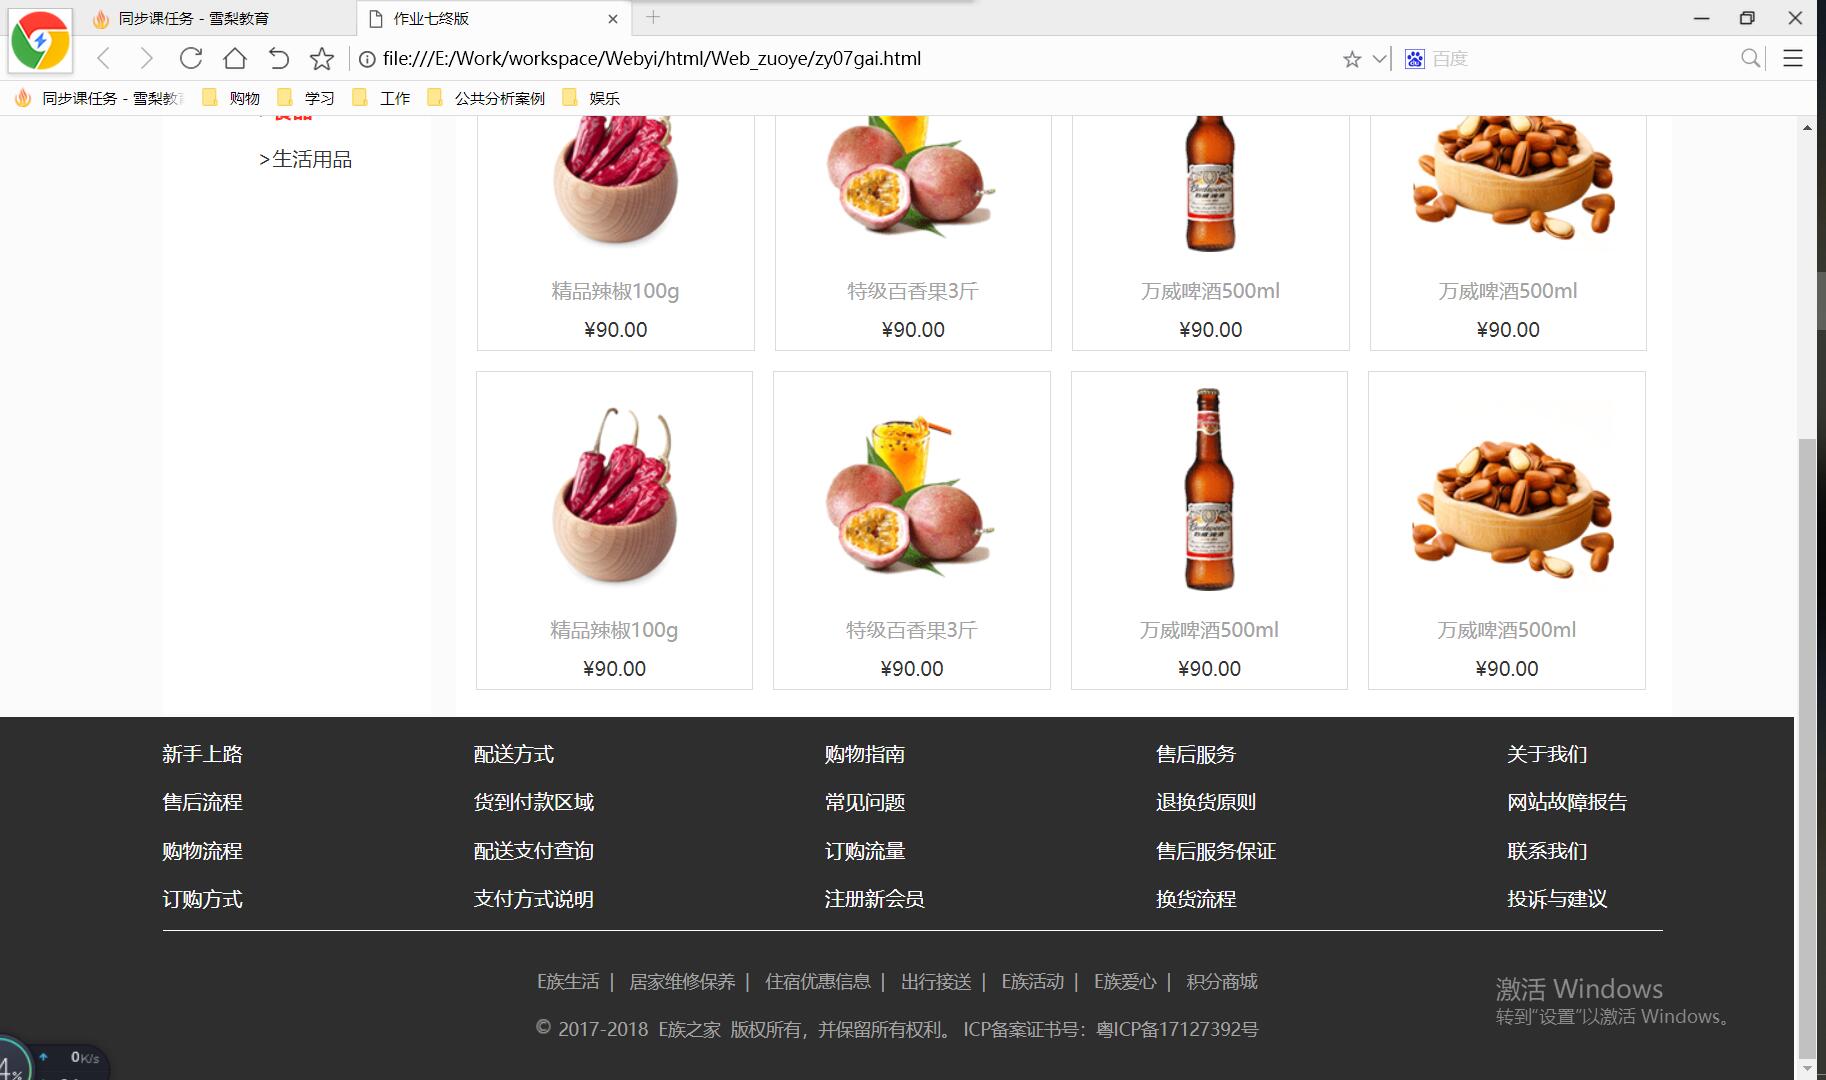 同步课任务 - 雪梨教育
作业七终版
file:///E:/Work/workspace/Webyi/html/Web_zuoye/zy07gai.html
百度
同步课任务 - 雪梨教 购物 学习 工作 公共分析案例 娱乐
>生活用品
精品辣椒100g 特级百香果3斤 万威啤酒500ml 万威啤酒500ml
¥90.00 ¥90.00 ¥90.00 ¥90.00
Budweiser
精品辣椒100g 特级百香果3斤 万威啤酒500ml 万威啤酒500ml
¥90.00 ¥90.00 ¥90.00 ¥90.00
新手上路 配送方式 购物指南 售后服务 关于我们
售后流程 货到付款区域 常见问题 退换货原则 网站故障报告
购物流程 配送支付查询 订购流量 售后服务保证 联系我们
订购方式 支付方式说明 注册新会员 换货流程 投诉与建议
E族生活 | 居家维修保养 | 住宿优惠信息 | 出行接送 | E族活动 | E族爱心 | 积分商城
© 2017-2018 E族之家 版权所有，并保留所有权利。 ICP备案证书号：粤ICP备17127392号
激活 Windows
转到“设置”以激活 Windows。
4% 0K/s